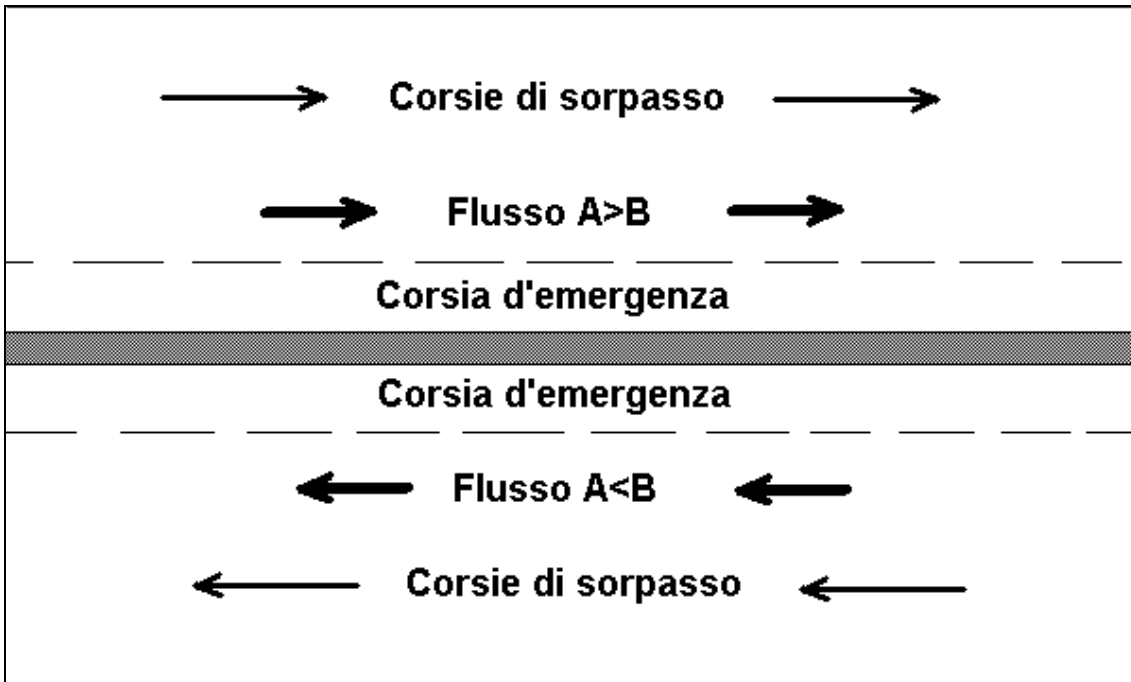 Corsie di sorpasso
Flusso A>B
Corsia d'emergenza
Corsia d'emergenza
Flusso A<B
Corsie di sorpasso